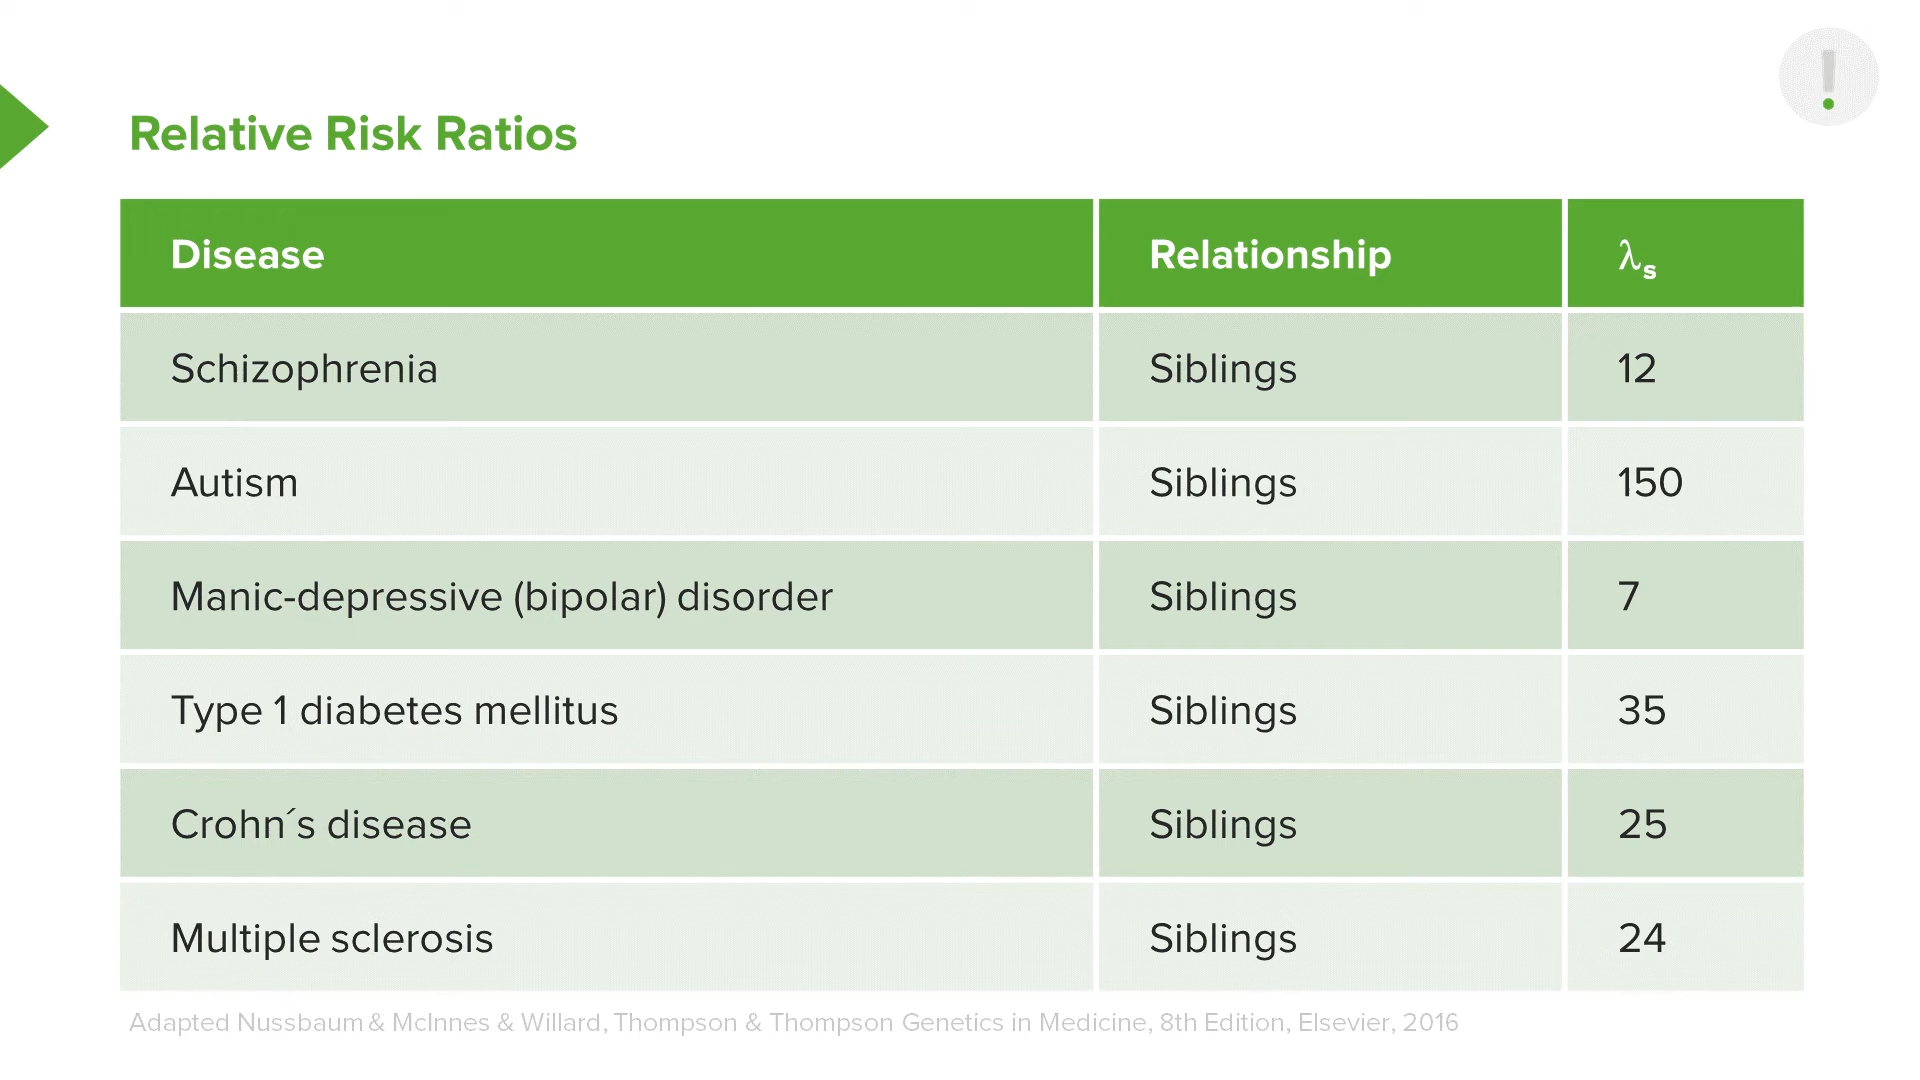 Relative Risk Ratios
Disease Relationship λs
Schizophrenia Siblings 12
Autism Siblings 150
Manic-depressive (bipolar) disorder Siblings 7
Type 1 diabetes mellitus Siblings 35
Crohn´s disease Siblings 25
Multiple sclerosis Siblings 24
Adapted Nussbaum & McInnes & Willard, Thompson & Thompson Genetics in Medicine, 8th Edition, Elsevier, 2016